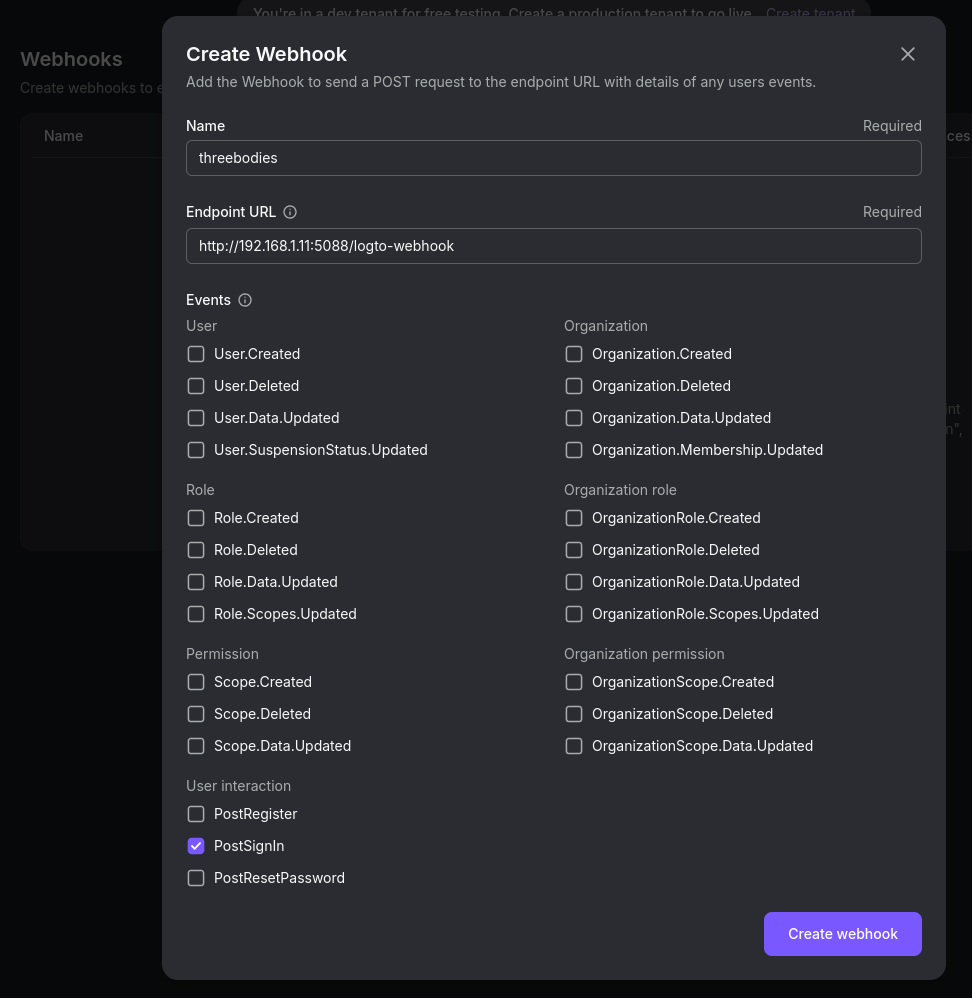 You're in a dev tenant for free testing. Create a production tenant to go live. Create tenant
Webhooks
Create webhooks to e
Name
Create Webhook
Add the Webhook to send a POST request to the endpoint URL with details of any users events.
Name Required
threebodies
Endpoint URL Required
http://192.168.1.11:5088/logto-webhook
Events
User
User.Created
User.Deleted
User.Data.Updated
User.SuspensionStatus.Updated
Organization
Organization.Created
Organization.Deleted
Organization.Data.Updated
Organization.Membership.Updated
Role
Role.Created
Role.Deleted
Role.Data.Updated
Role.Scopes.Updated
Organization role
OrganizationRole.Created
OrganizationRole.Deleted
OrganizationRole.Data.Updated
OrganizationRole.Scopes.Updated
Permission
Scope.Created
Scope.Deleted
Scope.Data.Updated
Organization permission
OrganizationScope.Created
OrganizationScope.Deleted
OrganizationScope.Data.Updated
User interaction
PostRegister
PostSignIn
PostResetPassword
Create webhook